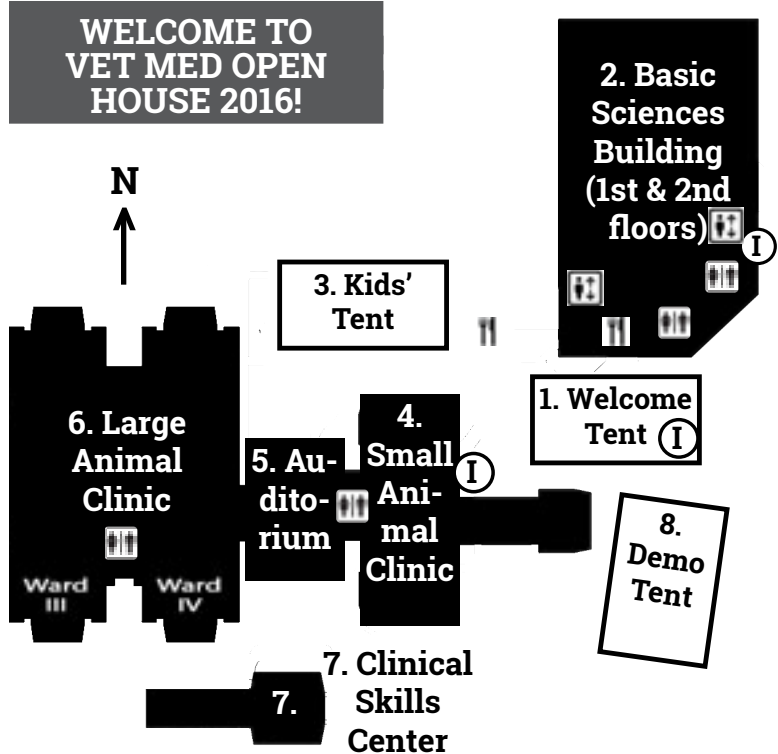 WELCOME TO
VET MED OPEN
HOUSE 2016!
2. Basic
Sciences
Building
(1st & 2nd
floors)
I
N
3. Kids'
Tent
1. Welcome
Tent
I
6. Large
Animal
Clinic
Ward
III
Ward
IV
5. Au-
dito-
rium
4.
Small
Ani-
mal
Clinic
I
8.
Demo
Tent
7. Clinical
Skills
Center
7.